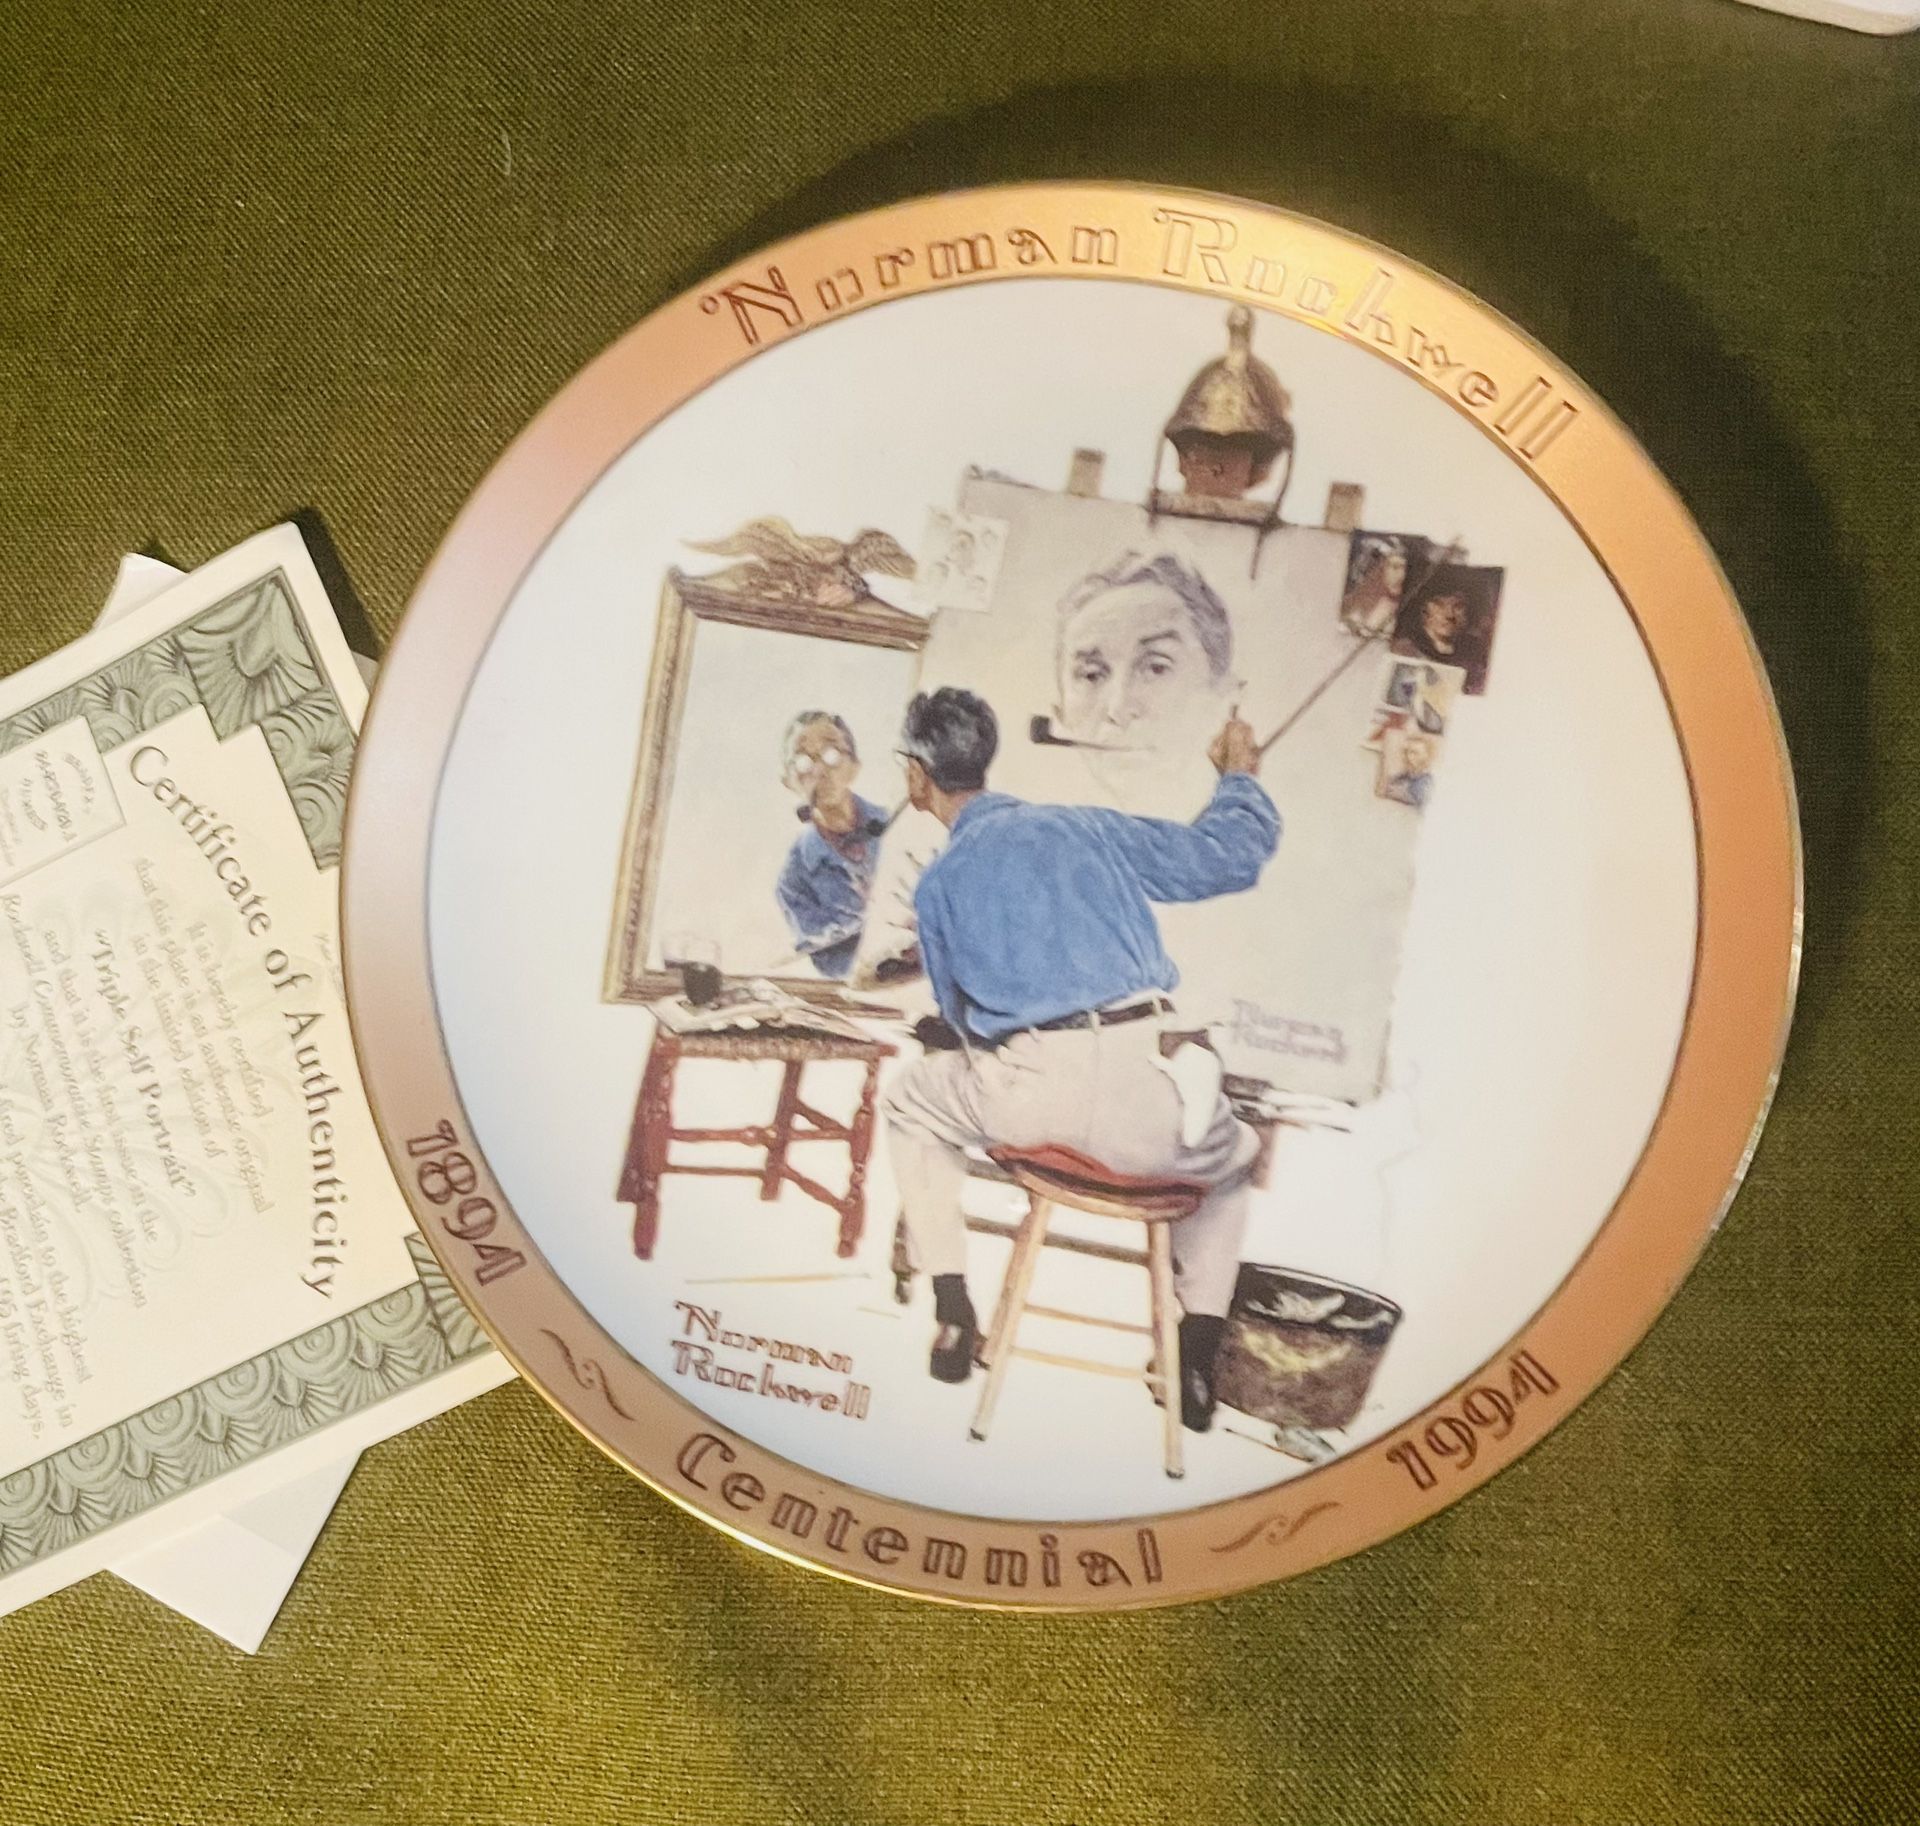 Norman Rockwell
Norman
Rockwell
1894
Centennial
1994
Norman
Rockwell
Certificate of Authenticity
It is hereby certified
that this plate is an authentic original
in the limited edition of
"Triple Self Portrait"
and that it is the first issue in the
Rockwell Commemorative Stamps collection
by Norman Rockwell,
porcelain to the highest
Bradford Exchange in
95 firing days.